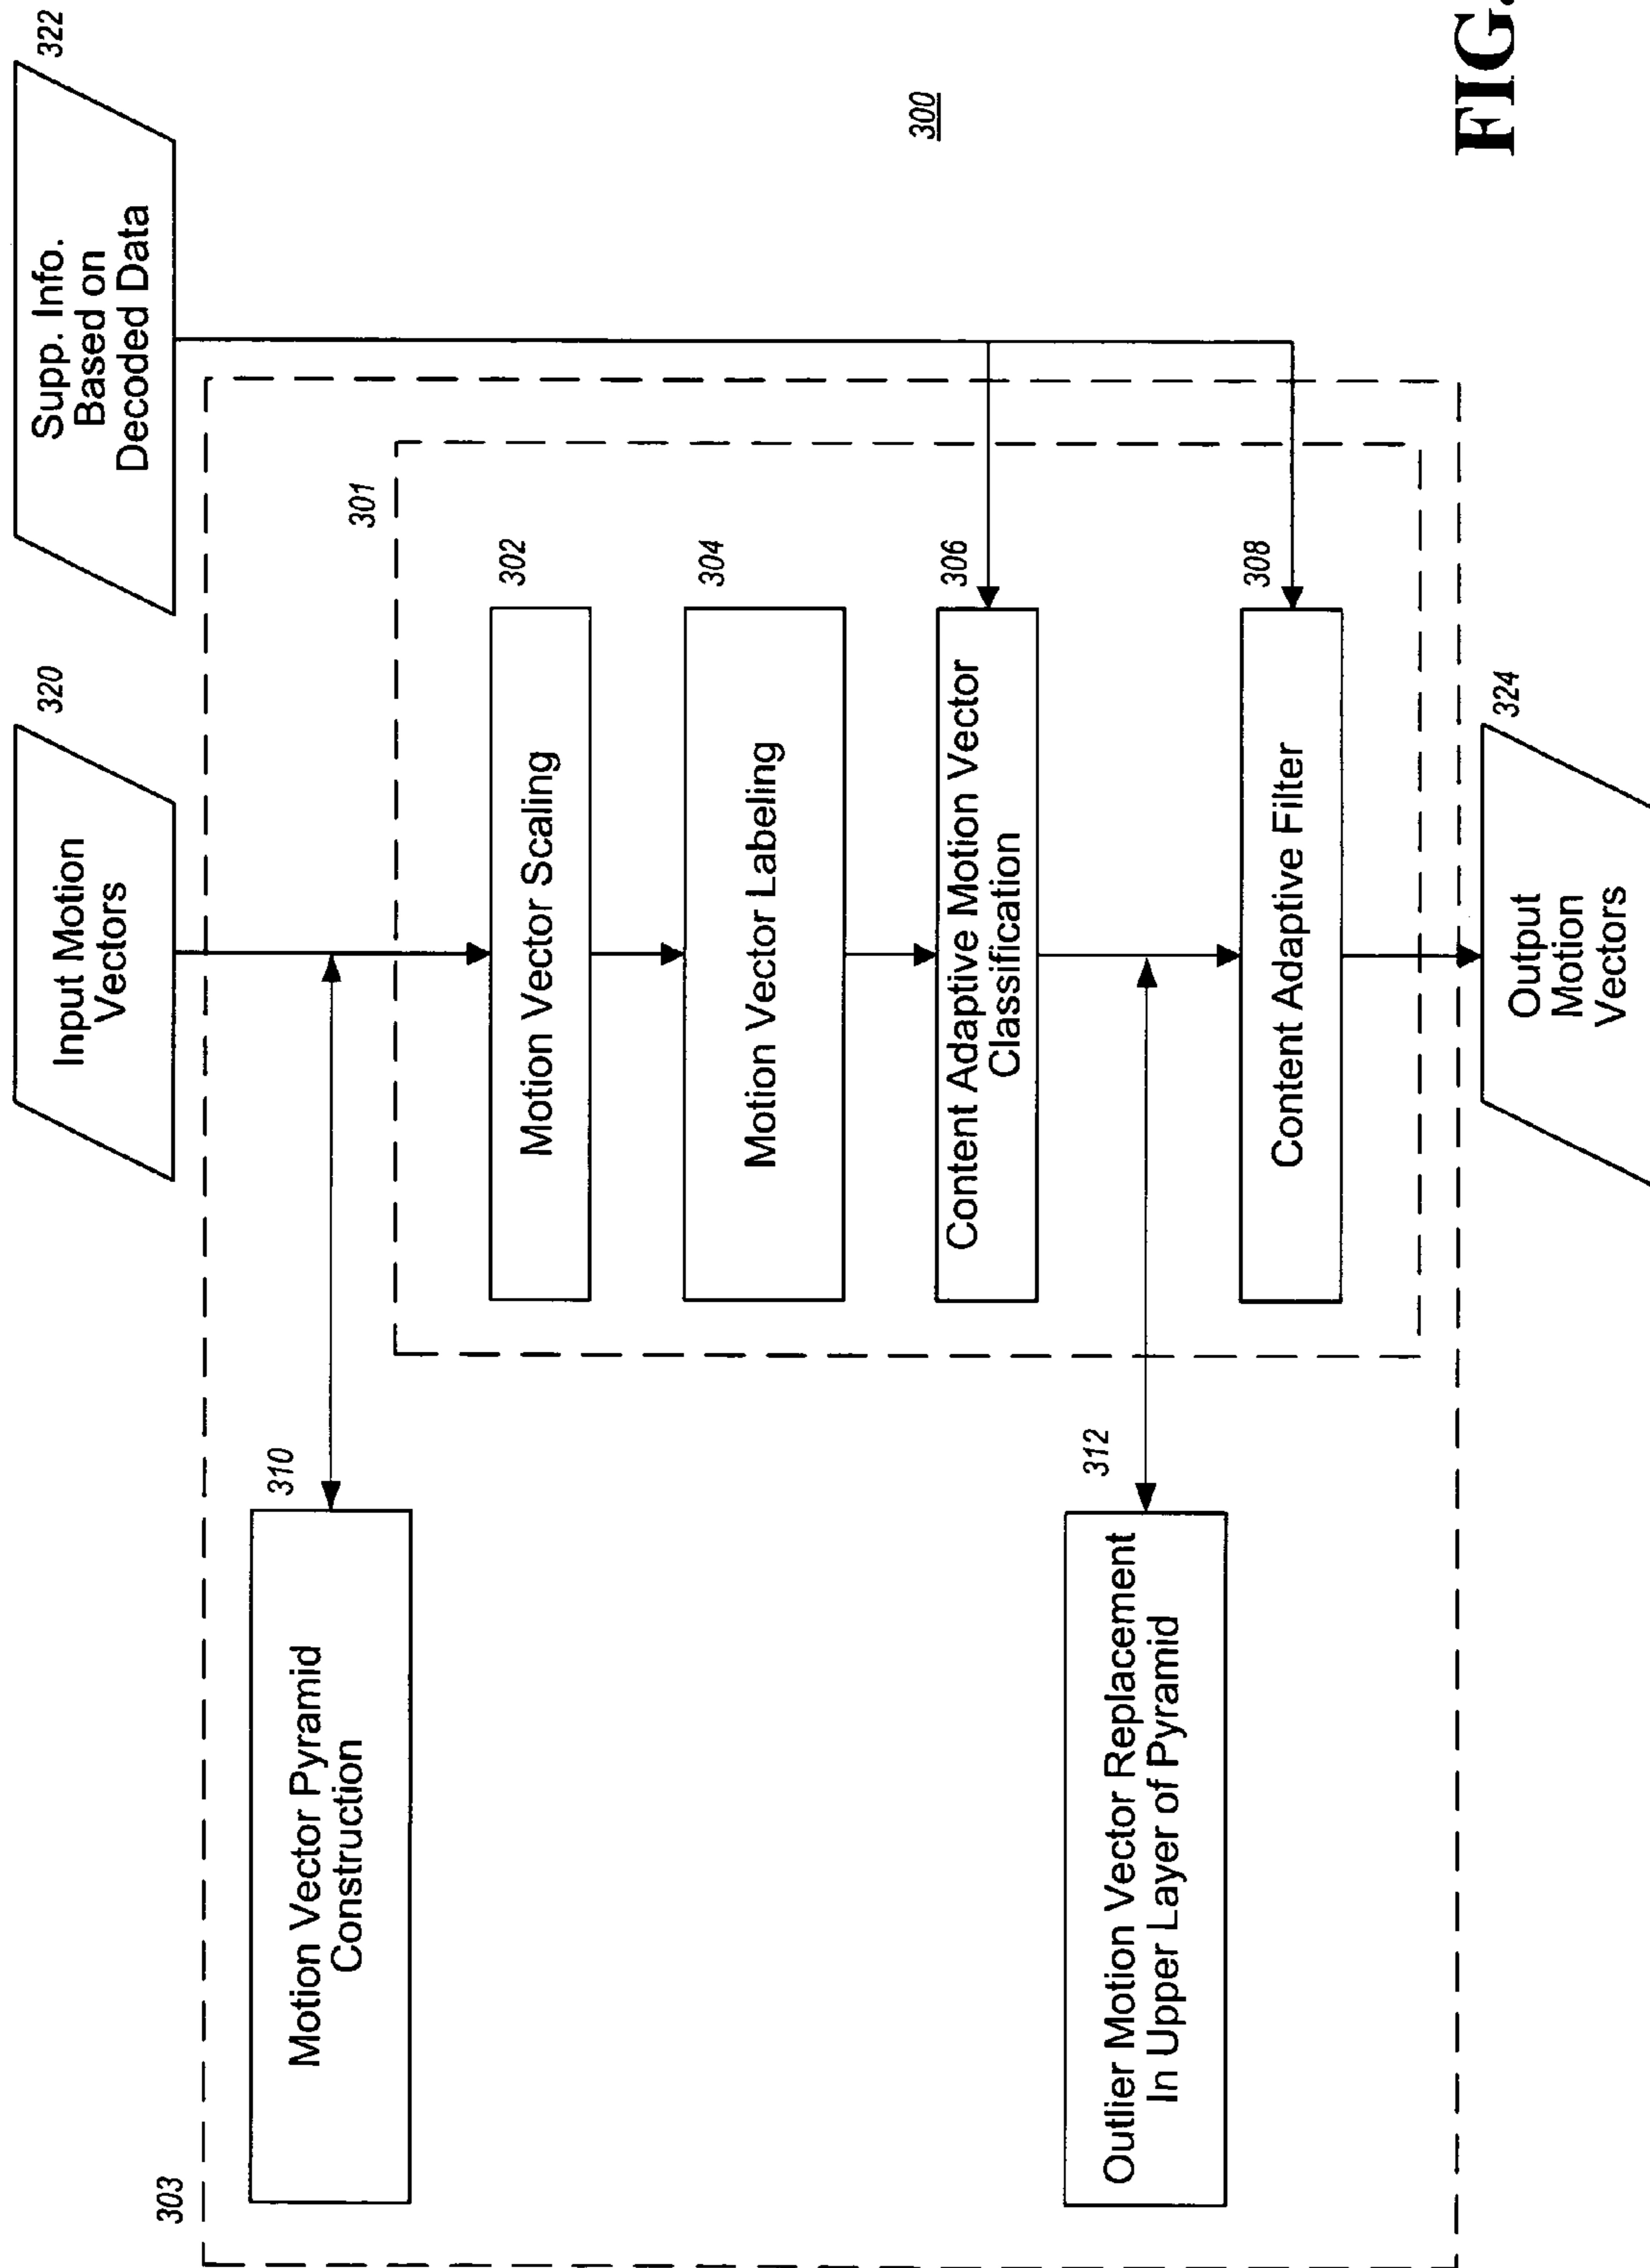 320
Input Motion
Vectors
322
Supp. Info.
Based on
Decoded Data
303
310
Motion Vector Pyramid
Construction
301
302
Motion Vector Scaling
304
Motion Vector Labeling
306
Content Adaptive Motion Vector
Classification
312
Outlier Motion Vector Replacement
In Upper Layer of Pyramid
308
Content Adaptive Filter
324
Output
Motion
Vectors
300
FIG.